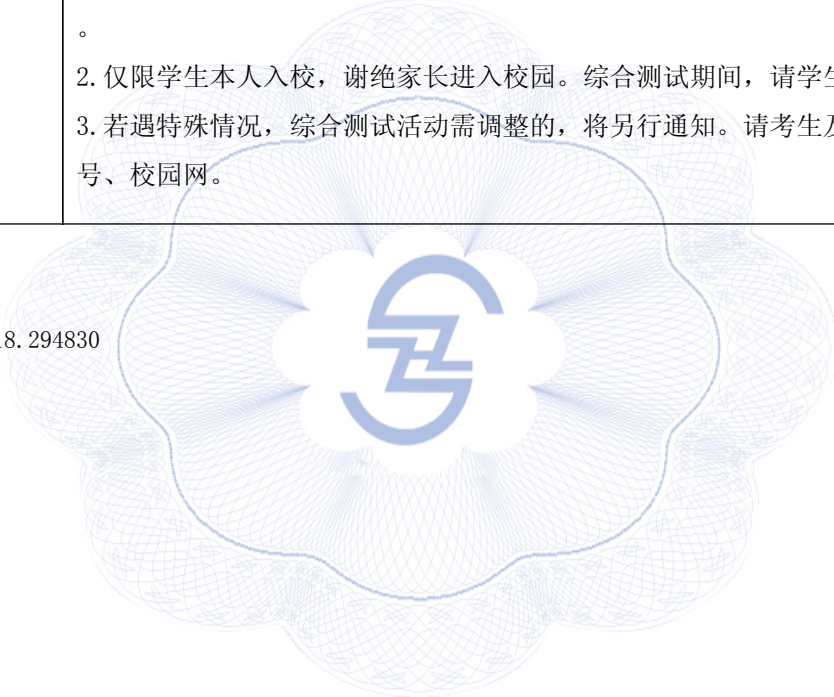 。
2.仅限学生本人入校，谢绝家长进入校园。综合测试期间，请学生
3.若遇特殊情况，综合测试活动需调整的，将另行通知。请考生及
号、校园网。
8.294830